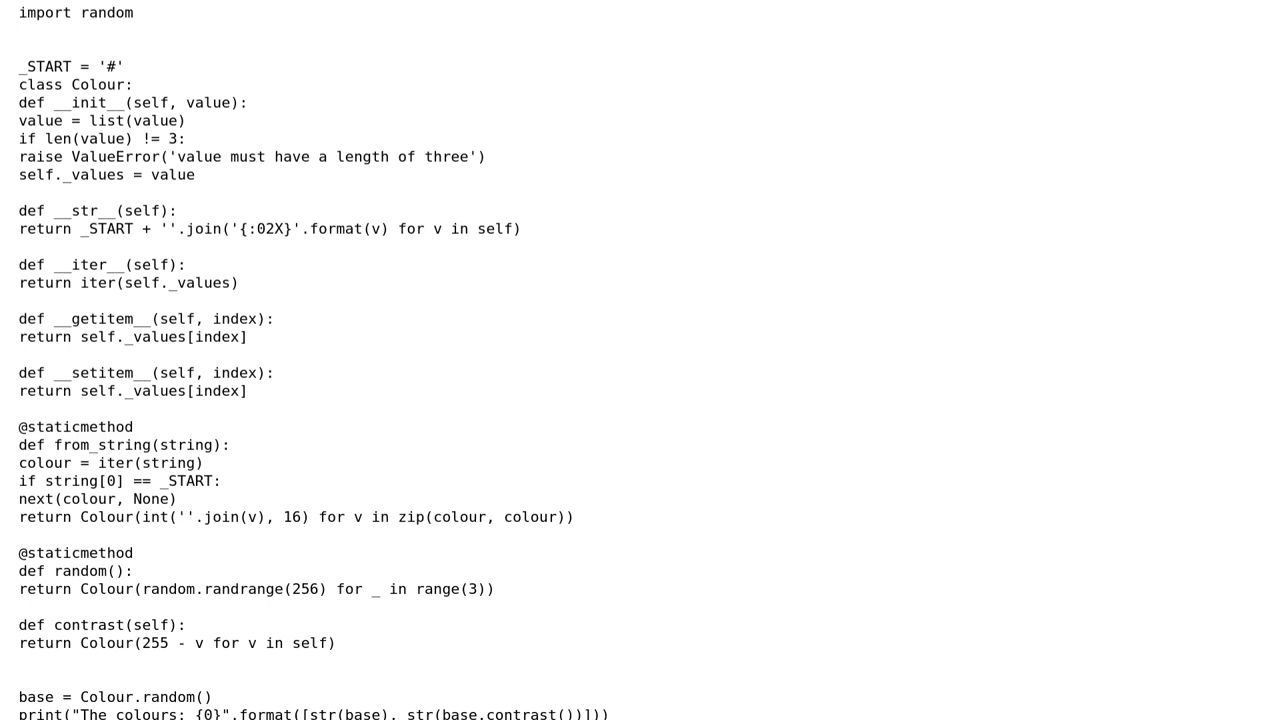 import random
_START = '#'
class Colour:
def __init__(self, value):
value = list(value)
if len(value) != 3:
raise ValueError('value must have a length of three')
self._values = value
def __str__(self):
return _START + ''.join('{:02X}'.format(v) for v in self)
def __iter__(self):
return iter(self._values)
def __getitem__(self, index):
return self._values[index]
def __setitem__(self, index):
return self._values[index]
@staticmethod
def from_string(string):
colour = iter(string)
if string[0] == _START:
next(colour, None)
return Colour(int(''.join(v), 16) for v in zip(colour, colour))
@staticmethod
def random():
return Colour(random.randrange(256) for _ in range(3))
def contrast(self):
return Colour(255 - v for v in self)
base = Colour.random()
print("The colours: {0}".format([str(base), str(base.contrast())]))